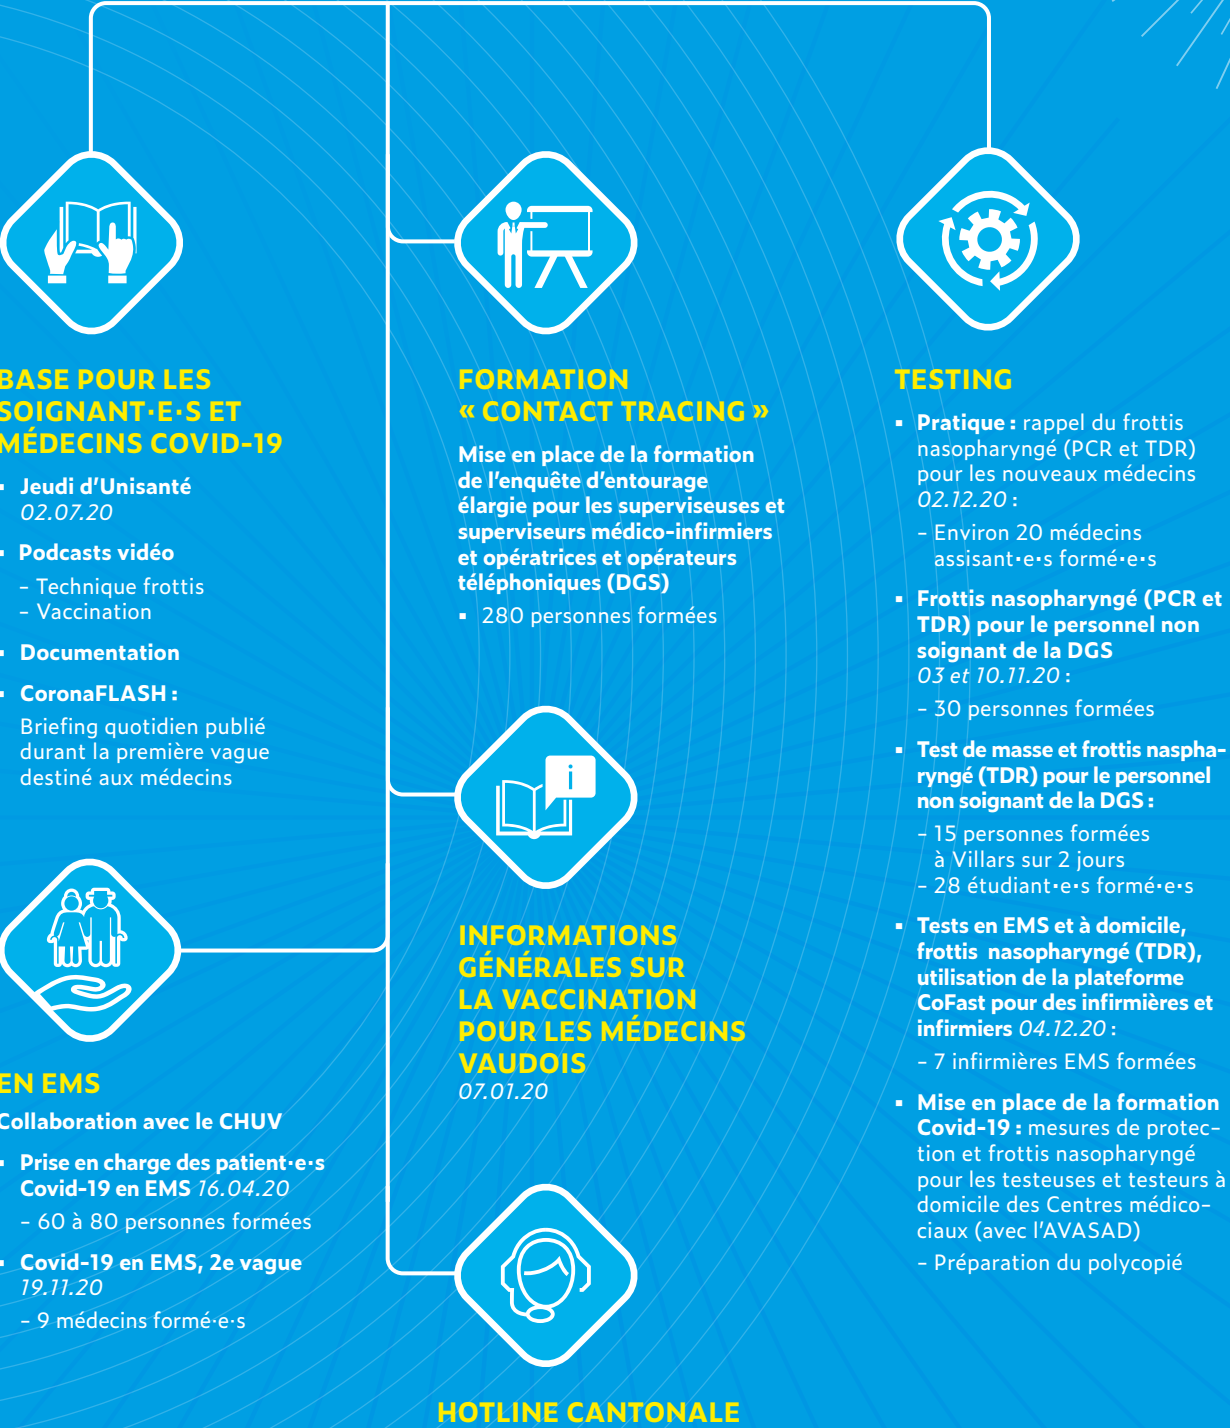 BASE POUR LES
SOIGNANT·E·S ET
MÉDECINS COVID-19
▪ Jeudi d'Unisanté
02.07.20
▪ Podcasts vidéo
– Technique frottis
– Vaccination
▪ Documentation
▪ CoronaFLASH :
Briefing quotidien publié
durant la première vague
destiné aux médecins
EN EMS
Collaboration avec le CHUV
▪ Prise en charge des patient·e·s
Covid-19 en EMS 16.04.20
– 60 à 80 personnes formées
▪ Covid-19 en EMS, 2e vague
19.11.20
– 9 médecins formé·e·s
FORMATION
« CONTACT TRACING »
Mise en place de la formation
de l'enquête d'entourage
élargie pour les superviseuses et
superviseurs médico-infirmiers
et opératrices et opérateurs
téléphoniques (DGS)
▪ 280 personnes formées
i
INFORMATIONS
GÉNÉRALES SUR
LA VACCINATION
POUR LES MÉDECINS
VAUDOIS
07.01.20
HOTLINE CANTONALE
TESTING
▪ Pratique : rappel du frottis
nasopharyngé (PCR et TDR)
pour les nouveaux médecins
02.12.20 :
– Environ 20 médecins
assisant·e·s formé·e·s
▪ Frottis nasopharyngé (PCR et
TDR) pour le personnel non
soignant de la DGS
03 et 10.11.20 :
– 30 personnes formées
▪ Test de masse et frottis naspha-
ryngé (TDR) pour le personnel
non soignant de la DGS :
– 15 personnes formées
à Villars sur 2 jours
– 28 étudiant·e·s formé·e·s
▪ Tests en EMS et à domicile,
frottis nasopharyngé (TDR),
utilisation de la plateforme
CoFast pour des infirmières et
infirmiers 04.12.20 :
– 7 infirmières EMS formées
▪ Mise en place de la formation
Covid-19 : mesures de protec-
tion et frottis nasopharyngé
pour les testeuses et testeurs à
domicile des Centres médico-
ciaux (avec l'AVASAD)
– Préparation du polycopié